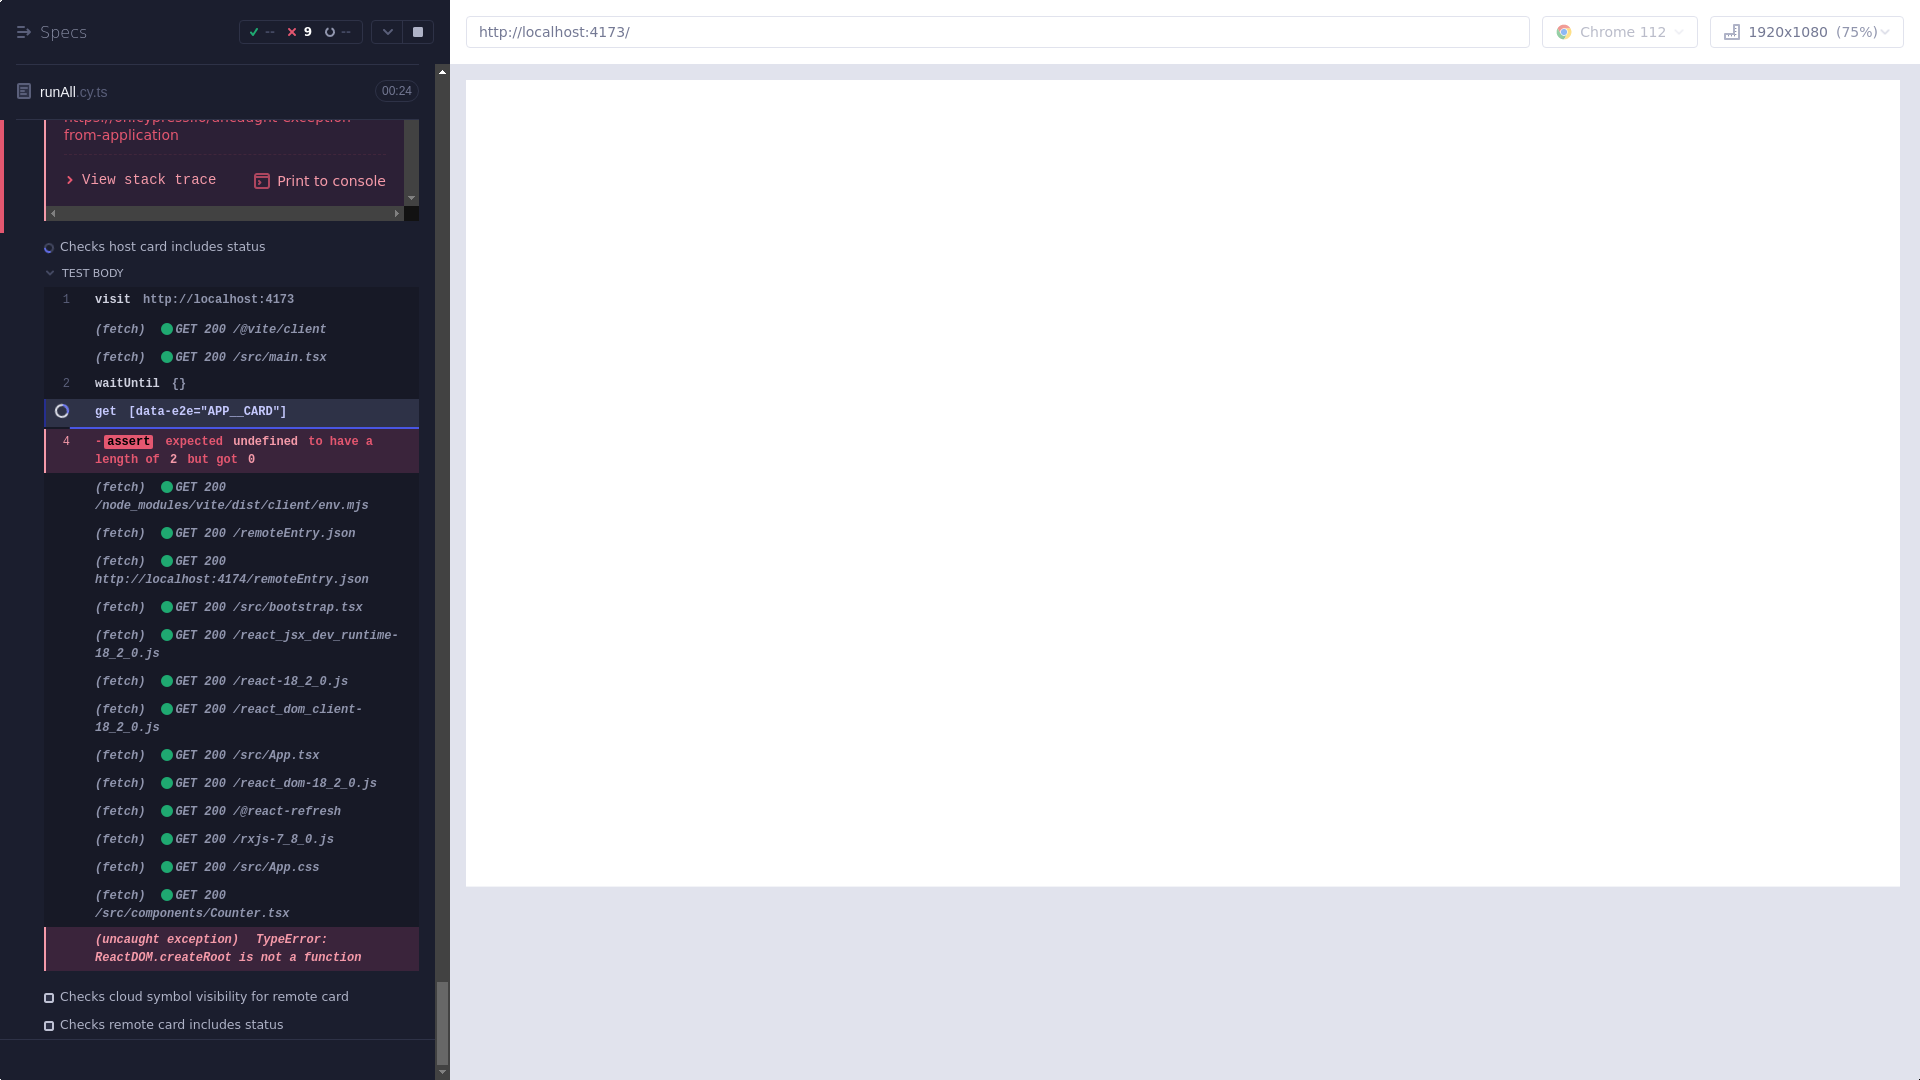 Specs
-- 9 --
http://localhost:4173/
Chrome 112
1920x1080 (75%)
runAll.cy.ts
00:24
https://on.cypress.io/uncaught-exception-
from-application
View stack trace
Print to console
Checks host card includes status
TEST BODY
1 visit http://localhost:4173
(fetch) GET 200 /@vite/client
(fetch) GET 200 /src/main.tsx
2 waitUntil {}
get [data-e2e="APP__CARD"]
4 -assert expected undefined to have a
length of 2 but got 0
(fetch) GET 200
/node_modules/vite/dist/client/env.mjs
(fetch) GET 200 /remoteEntry.json
(fetch) GET 200
http://localhost:4174/remoteEntry.json
(fetch) GET 200 /src/bootstrap.tsx
(fetch) GET 200 /react_jsx_dev_runtime-
18_2_0.js
(fetch) GET 200 /react-18_2_0.js
(fetch) GET 200 /react_dom_client-
18_2_0.js
(fetch) GET 200 /src/App.tsx
(fetch) GET 200 /react_dom-18_2_0.js
(fetch) GET 200 /@react-refresh
(fetch) GET 200 /rxjs-7_8_0.js
(fetch) GET 200 /src/App.css
(fetch) GET 200
/src/components/Counter.tsx
(uncaught exception) TypeError:
ReactDOM.createRoot is not a function
Checks cloud symbol visibility for remote card
Checks remote card includes status